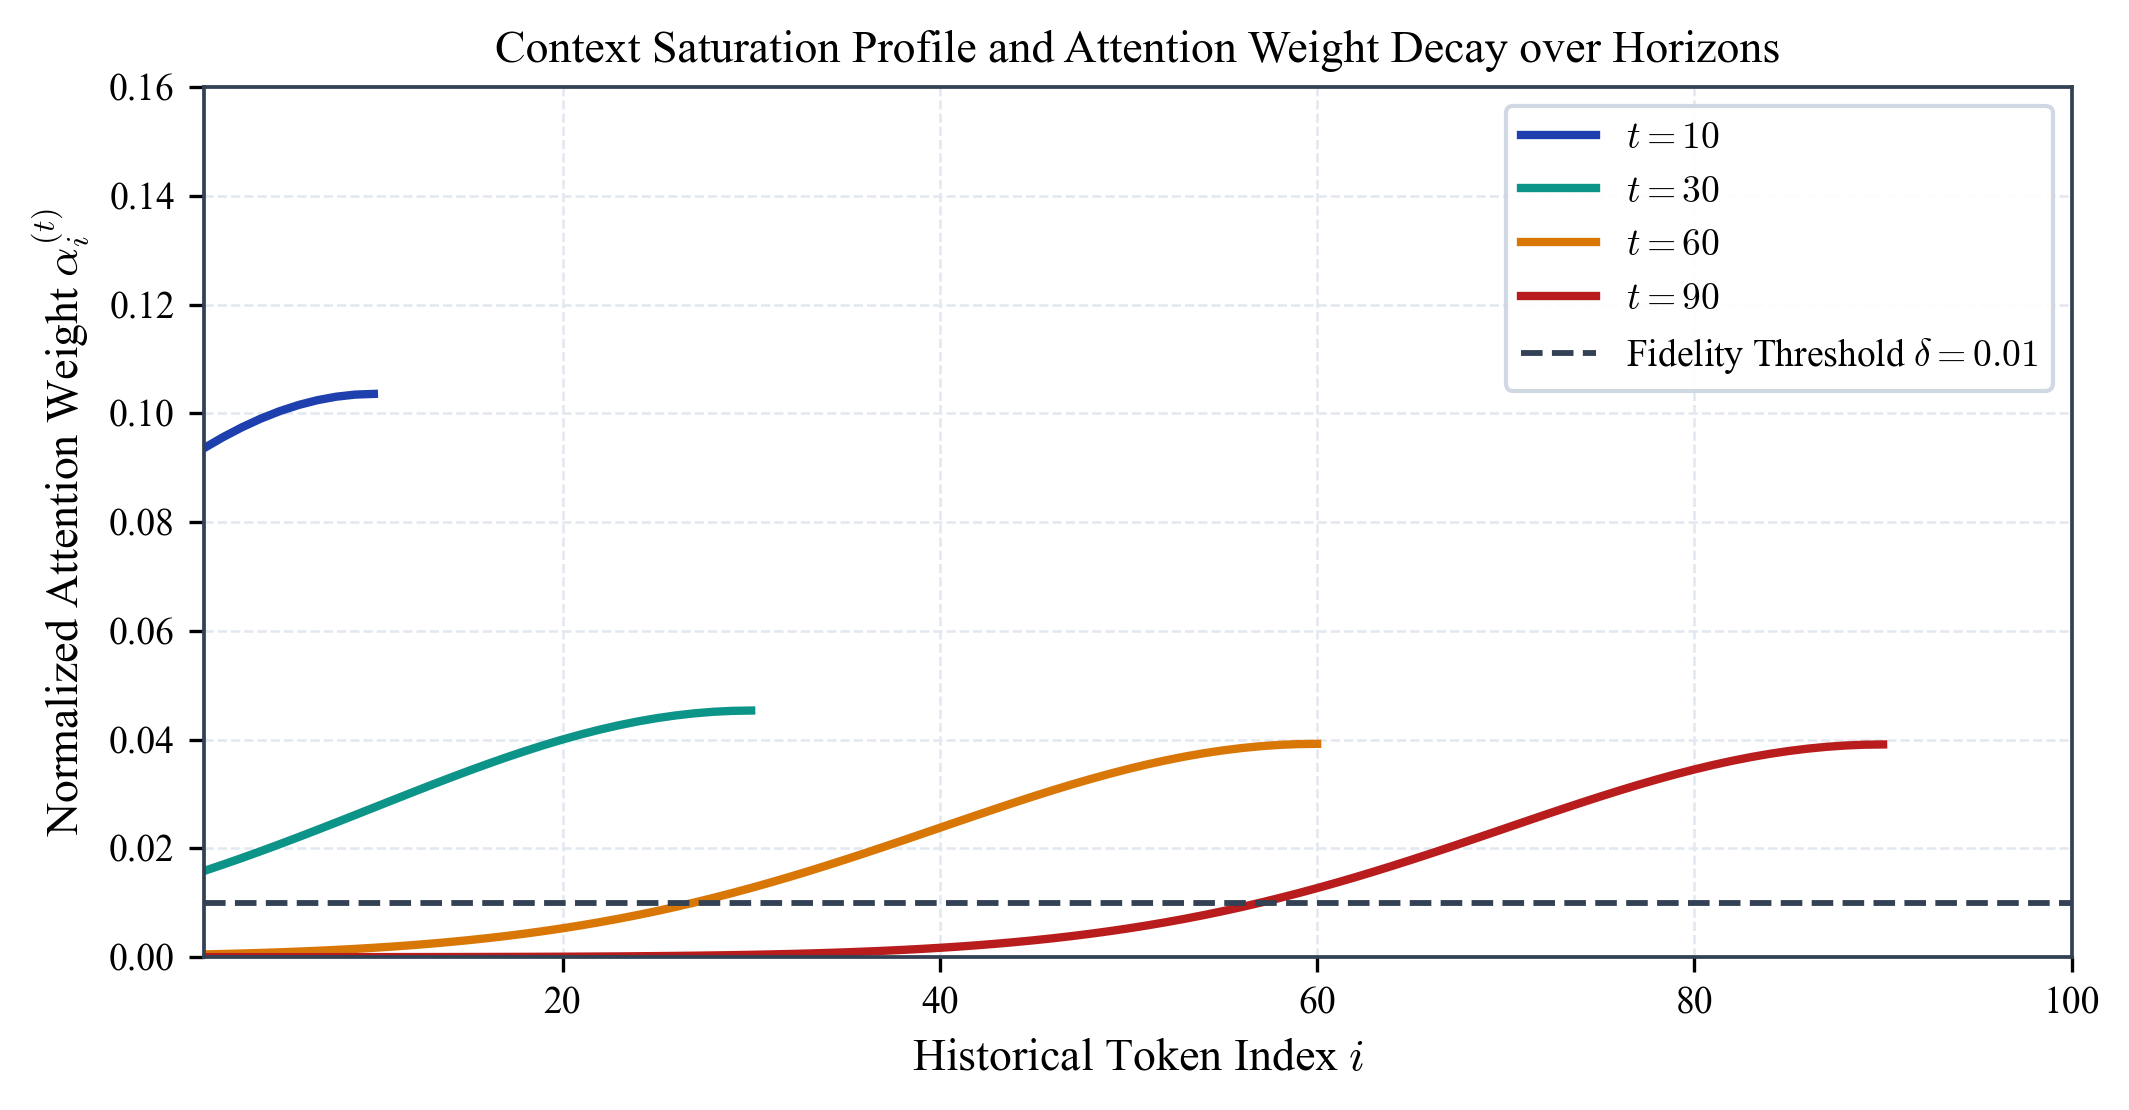 Context Saturation Profile and Attention Weight Decay over Horizons
Normalized Attention Weight α_i^(t)
0.16
0.14
0.12
0.10
0.08
0.06
0.04
0.02
0.00
t = 10
t = 30
t = 60
t = 90
Fidelity Threshold δ = 0.01
20 40 60 80 100
Historical Token Index i